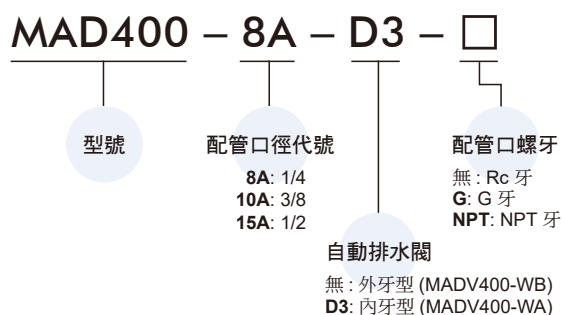 MAD400 – 8A – D3 – □
型號
配管口徑代號
8A: 1/4
10A: 3/8
15A: 1/2
配管口螺牙
無 : Rc 牙
G: G 牙
NPT: NPT 牙
自動排水閥
無 : 外牙型 (MADV400-WB)
D3: 內牙型 (MADV400-WA)